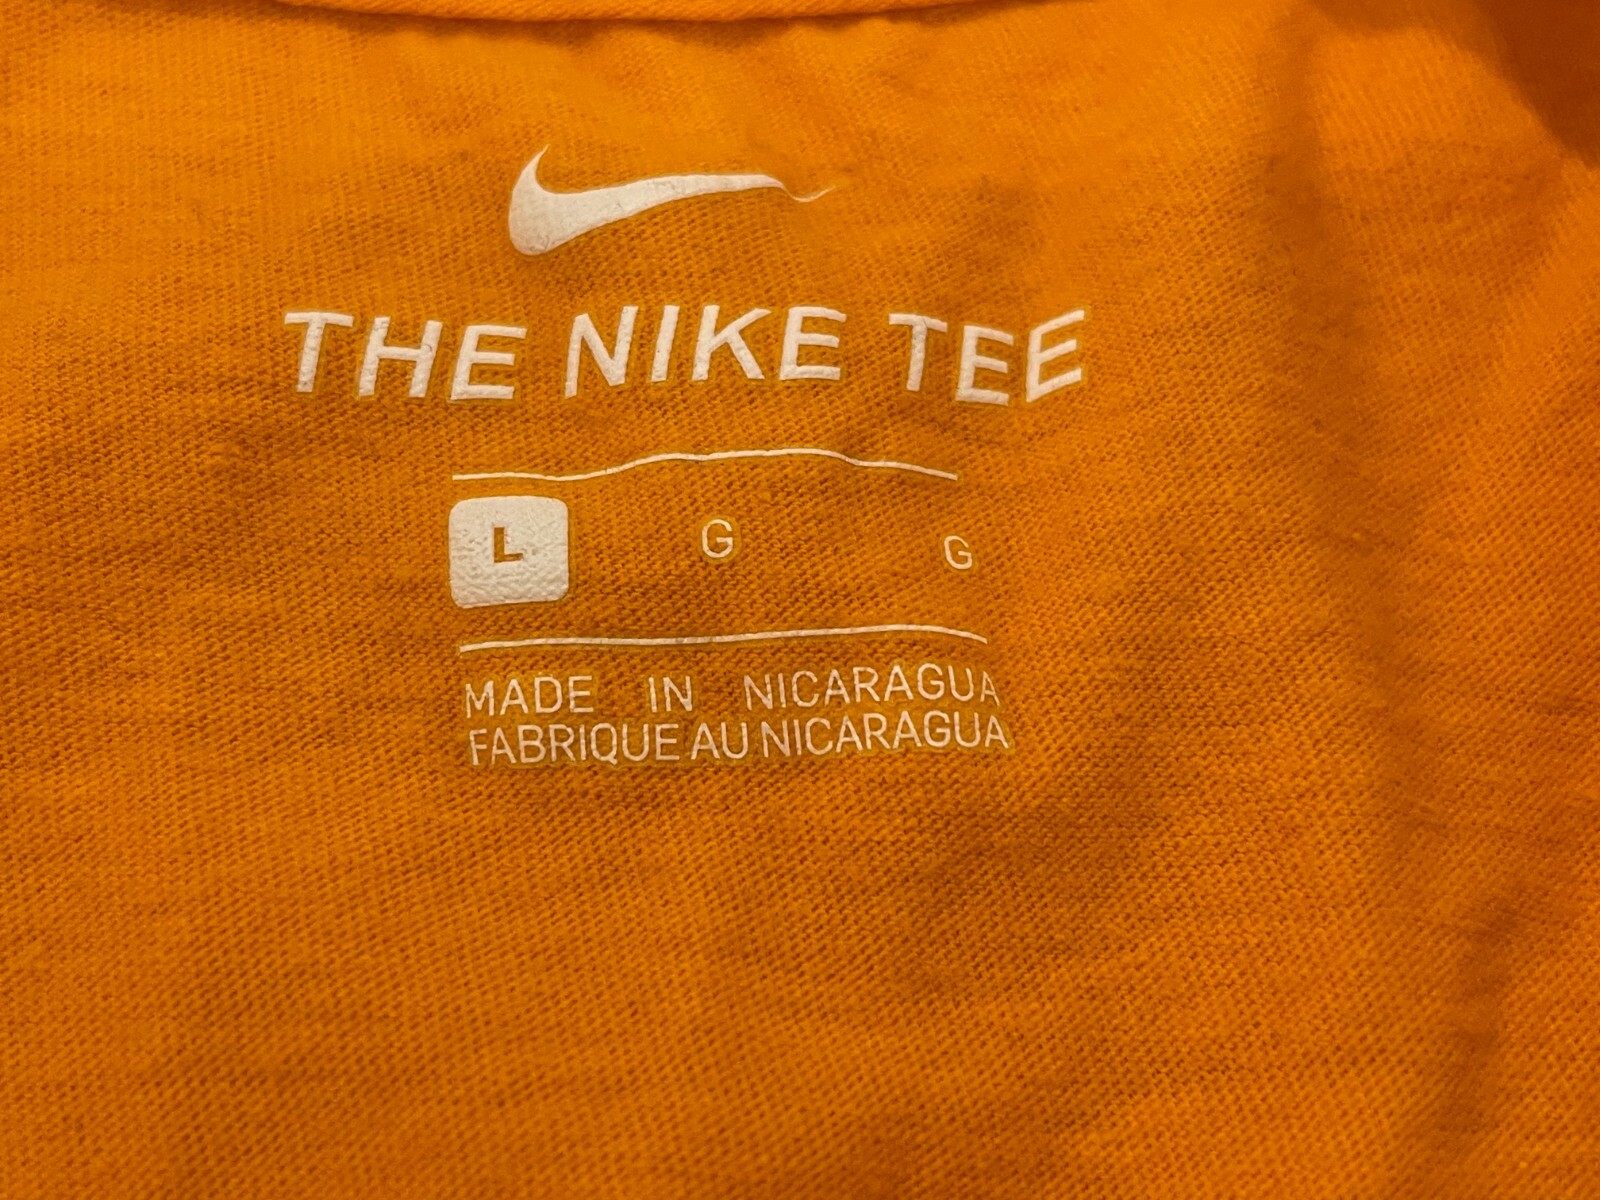 THE NIKE TEE
L G G
MADE IN NICARAGUA
FABRIQUE AU NICARAGUA